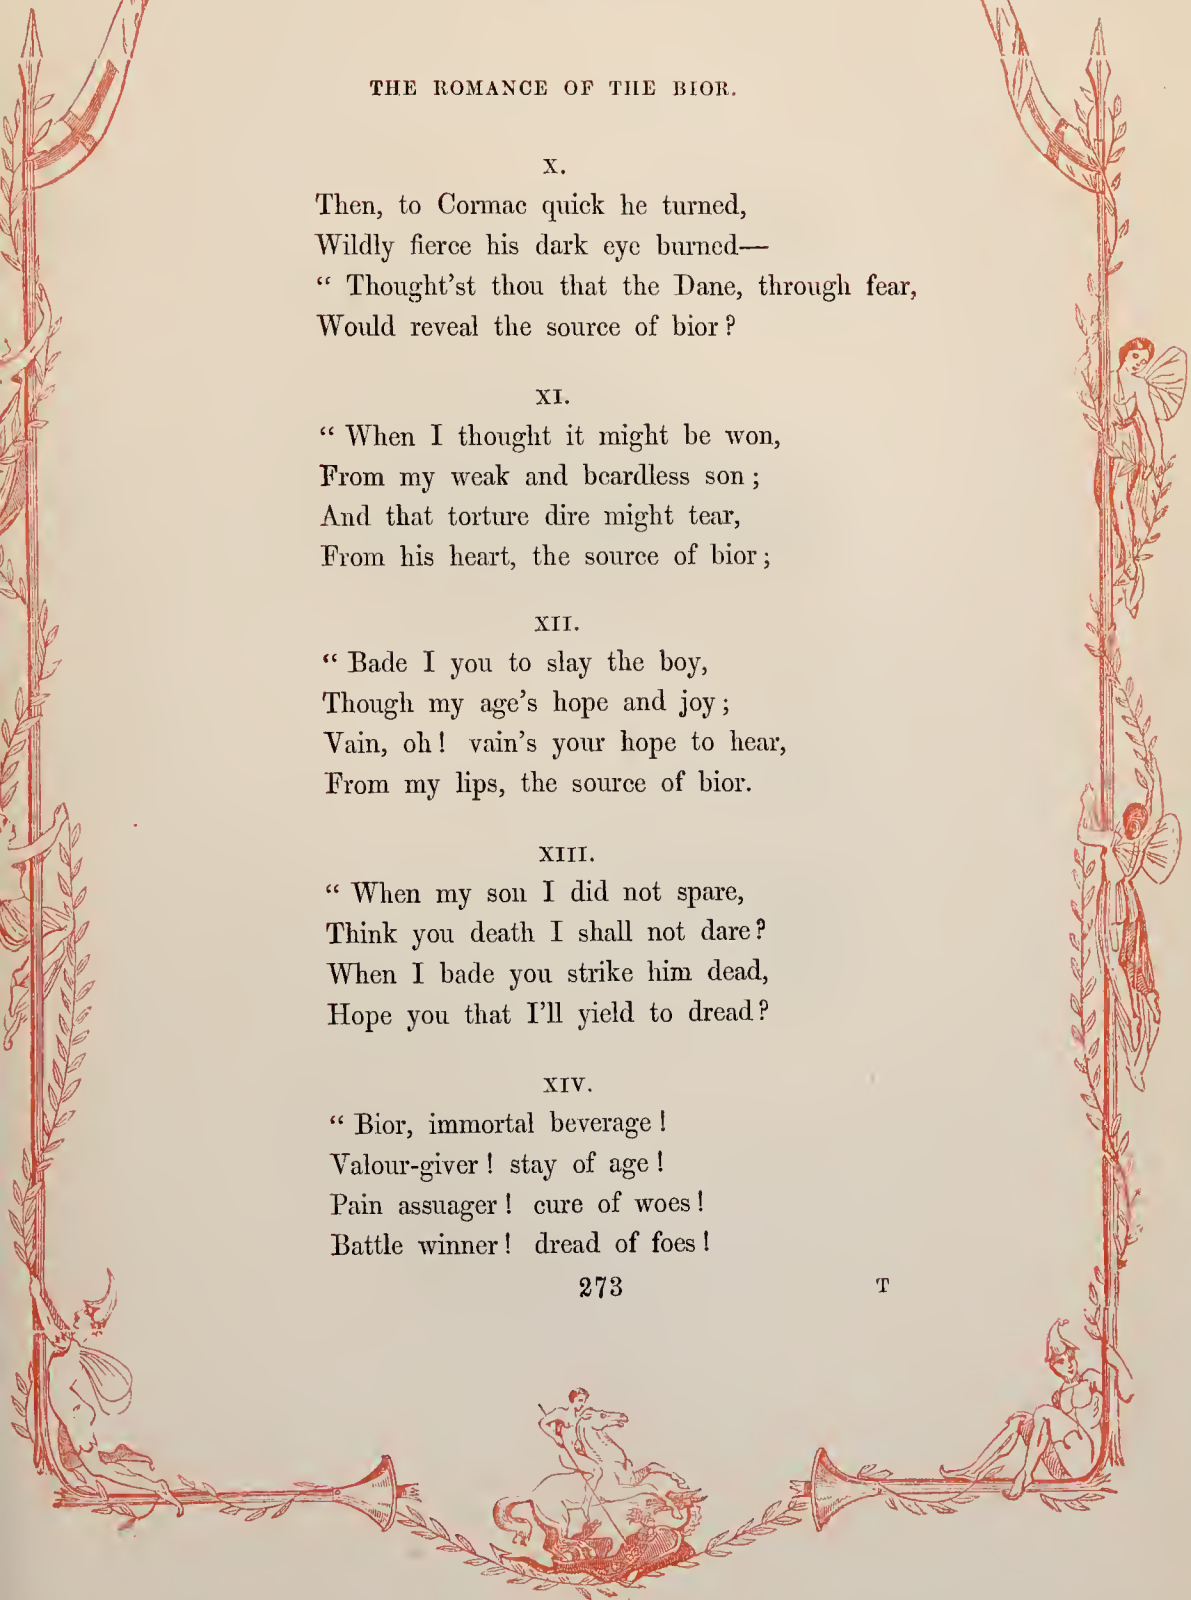 THE ROMANCE OF THE BIOR.
X.
Then, to Cormac quick he turned,
Wildly fierce his dark eye burned—
“ Thought’st thou that the Dane, through fear,
Would reveal the source of bior ?
XI.
“ When I thought it might be won,
From my weak and beardless son ;
And that torture dire might tear,
From his heart, the source of bior ;
XII.
“ Bade I you to slay the boy,
Though my age’s hope and joy ;
Vain, oh ! vain’s your hope to hear,
From my lips, the source of bior.
XIII.
“ When my son I did not spare,
Think you death I shall not dare ?
When I bade you strike him dead,
Hope you that I’ll yield to dread ?
XIV.
“ Bior, immortal beverage !
Valour-giver ! stay of age !
Pain assuager ! cure of woes !
Battle winner ! dread of foes !
273 T